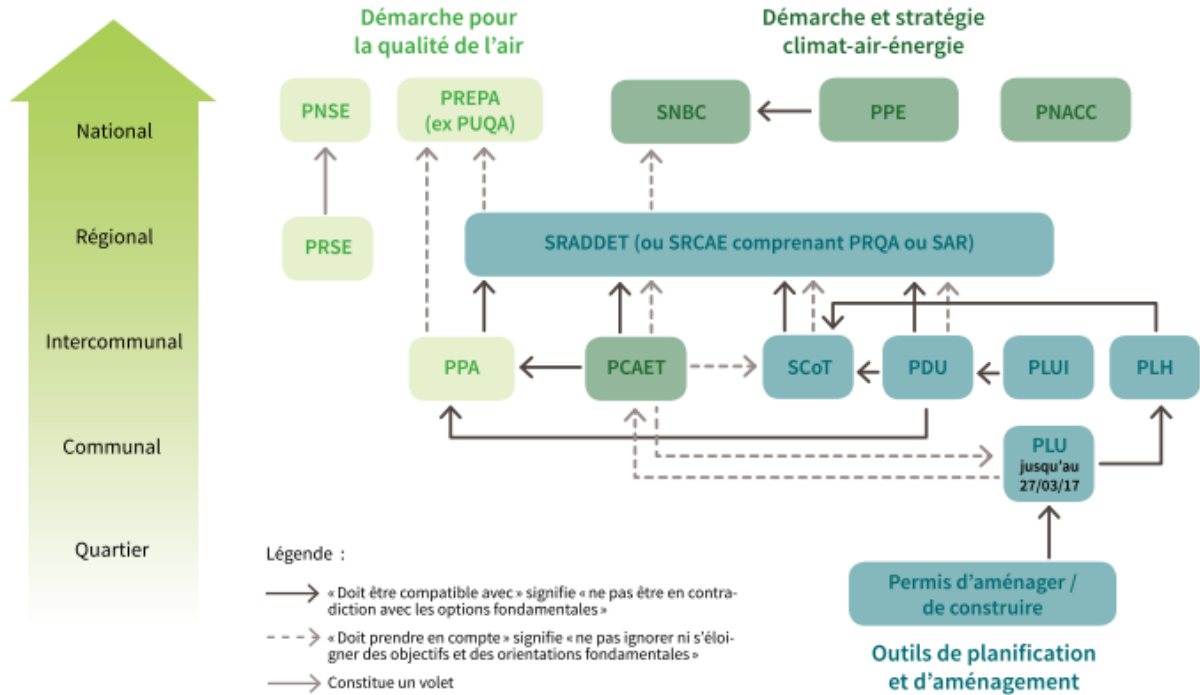 Démarche pour
la qualité de l'air
Démarche et stratégie
climat-air-énergie
National
PNSE
PREPA
(ex PUQA)
SNBC
PPE
PNACC
Régional
PRSE
SRADDET (ou SRCAE comprenant PRQA ou SAR)
Intercommunal
PPA
PCAET
SCoT
PDU
PLUI
PLH
Communal
PLU
jusqu'au
27/03/17
Quartier
Permis d'aménager /
de construire
Outils de planification
et d'aménagement
Légende :
« Doit être compatible avec » signifie « ne pas être en contra-
diction avec les options fondamentales »
« Doit prendre en compte » signifie « ne pas ignorer ni s'éloi-
gner des objectifs et des orientations fondamentales »
Constitue un volet